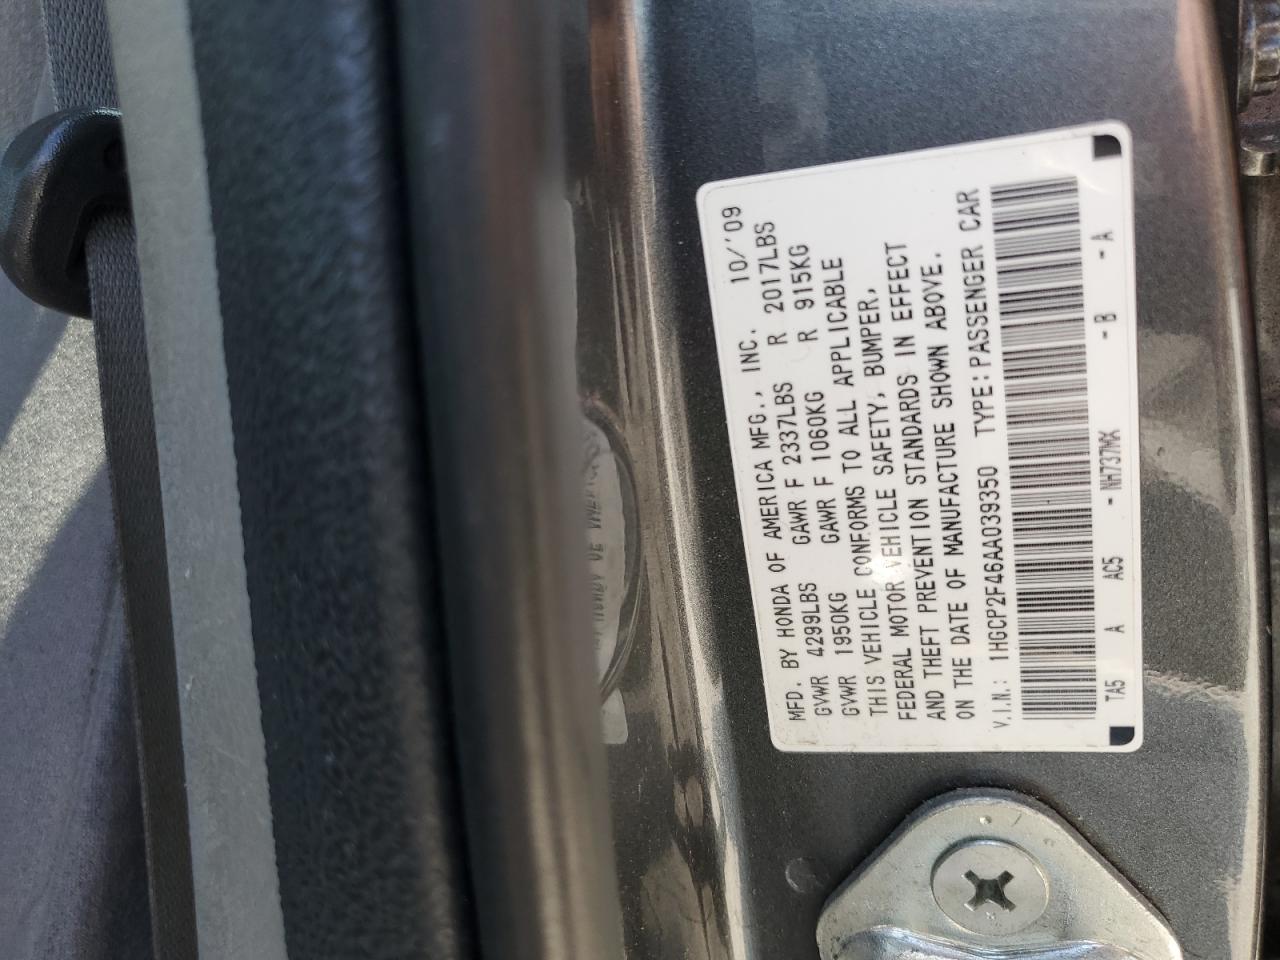 MFD. BY HONDA OF AMERICA MFG., INC. 10/'09
GVWR 4299LBS GAWR F 2337LBS R 2017LBS
GVWR 1950KG GAWR F 1060KG R 915KG
THIS VEHICLE CONFORMS TO ALL APPLICABLE
FEDERAL MOTOR VEHICLE SAFETY, BUMPER,
AND THEFT PREVENTION STANDARDS IN EFFECT
ON THE DATE OF MANUFACTURE SHOWN ABOVE.
V.I.N.: 1HGCP2F46AA039350 TYPE: PASSENGER CAR
TA5 A AC5 - NH737MX - B - A